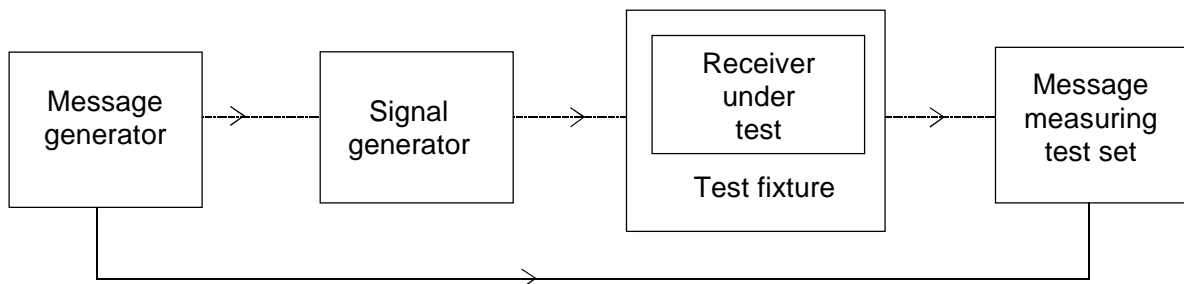 Message
generator
Signal
generator
Receiver
under
test
Test fixture
Message
measuring
test set